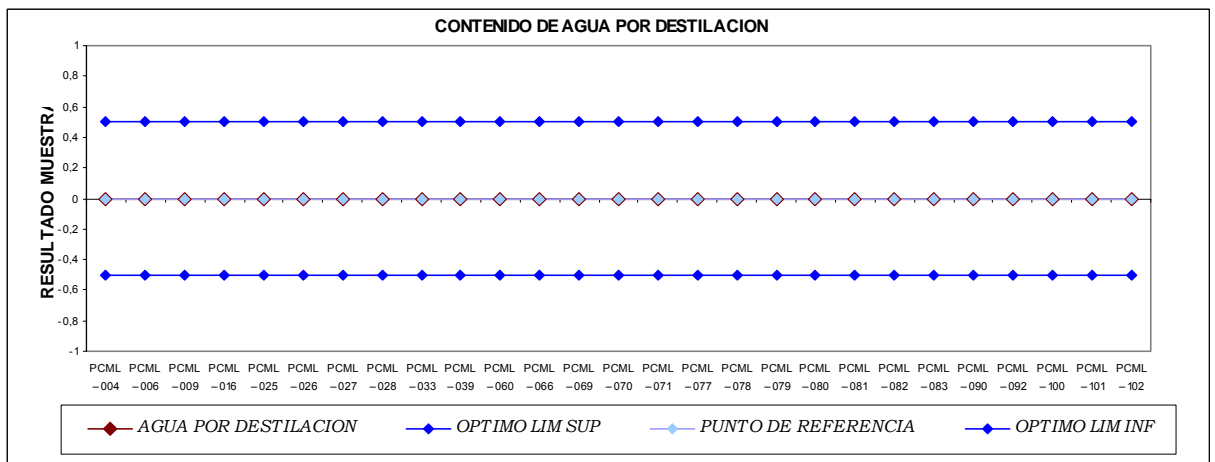 CONTENIDO DE AGUA POR DESTILACION
RESULTADO MUESTRA
1
0,8
0,6
0,4
0,2
0
-0,2
-0,4
-0,6
-0,8
-1
PCML PCML PCML PCML PCML PCML PCML PCML PCML PCML PCML PCML PCML PCML PCML PCML PCML PCML PCML PCML PCML PCML PCML PCML PCML PCML PCML
–004 –006 –009 –016 –025 –026 –027 –028 –033 –039 –060 –066 –069 –070 –071 –077 –078 –079 –080 –081 –082 –083 –090 –092 –100 –101 –102
AGUA POR DESTILACION OPTIMO LIM SUP PUNTO DE REFERENCIA OPTIMO LIM INF